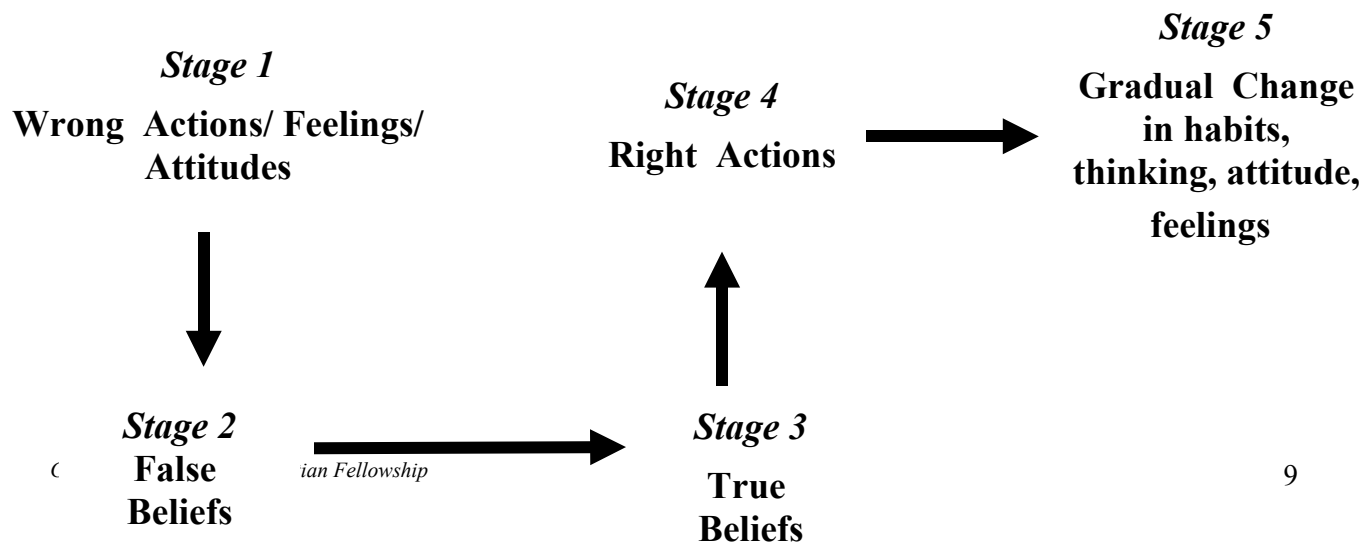 Stage 1
Wrong Actions/ Feelings/
Attitudes
Stage 2
False
Beliefs
Stage 3
True
Beliefs
Stage 4
Right Actions
Stage 5
Gradual Change
in habits,
thinking, attitude,
feelings
Fellowship
9